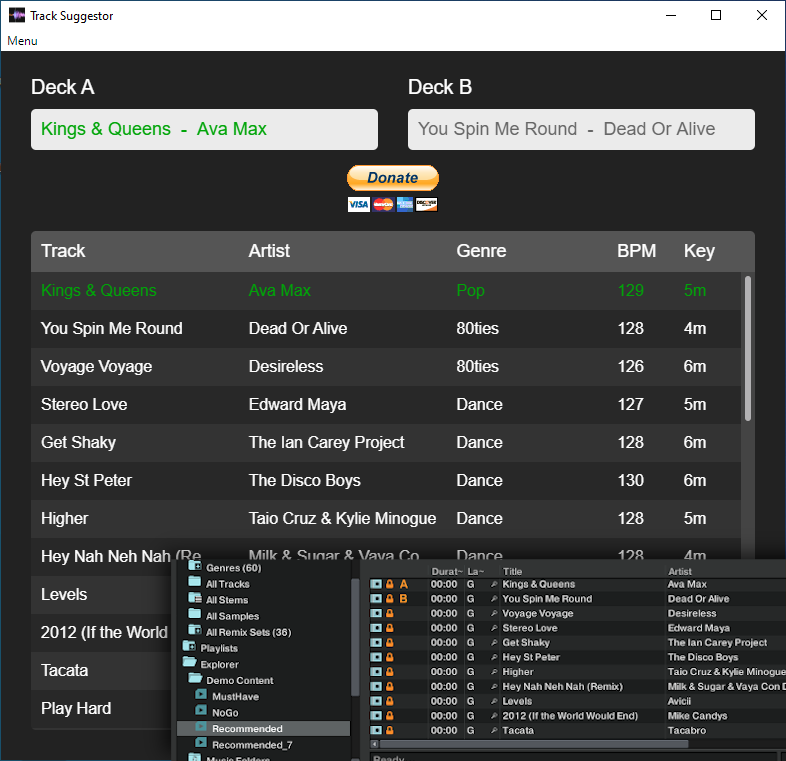 Track Suggestor
Menu
Deck A
Deck B
Kings & Queens - Ava Max
You Spin Me Round - Dead Or Alive
Donate
VISA MasterCard DISCOVER
Track Artist Genre BPM Key
Kings & Queens Ava Max Pop 129 5m
You Spin Me Round Dead Or Alive 80ties 128 4m
Voyage Voyage Desireless 80ties 126 6m
Stereo Love Edward Maya Dance 127 5m
Get Shaky The Ian Carey Project Dance 128 6m
Hey St Peter The Disco Boys Dance 130 6m
Higher Taio Cruz & Kylie Minogue Dance 128 5m
Hey Nah Neh Nah (Re Milk & Sugar & Vaya Co Dance 128 4m
Levels
2012 (If the World
Tacata
Play Hard
Genres (60)
All Tracks
All Stems
All Samples
All Remix Sets (36)
Playlists
Explorer
Demo Content
MustHave
NoGo
Recommended
Recommended_7
Music Folders
Durat~ La~ Title Artist
A 00:00 G Kings & Queens Ava Max
B 00:00 G You Spin Me Round Dead Or Alive
00:00 G Voyage Voyage Desireless
00:00 G Stereo Love Edward Maya
00:00 G Get Shaky The Ian Carey Project
00:00 G Hey St Peter The Disco Boys
00:00 G Higher Taio Cruz & Kylie Minogue
00:00 G Hey Nah Neh Nah (Remix) Milk & Sugar & Vaya Con D
00:00 G Levels Avicii
00:00 G 2012 (If the World Would End) Mike Candys
00:00 G Tacata Tacabro
Ready